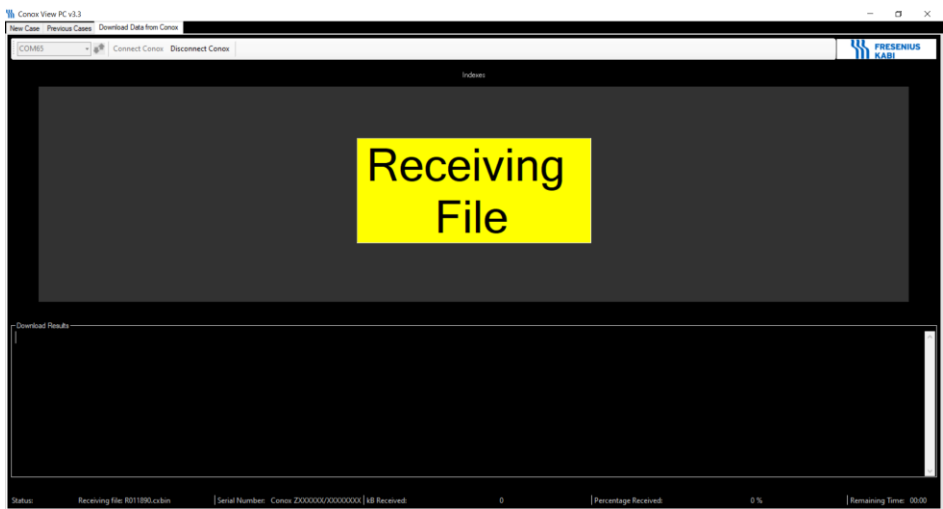 Conox View PC v3.3
New Case Previous Cases Download Data from Conox
COM65 Connect Conox Disconnect Conox
FRESENIUS
KABI
Indexes
Receiving
File
Download Results
Status: Receiving file: R011890.cxbin Serial Number: Conox ZXXXXXX/XXXXXXXX kB Received: 0 Percentage Received: 0 % Remaining Time: 00:00